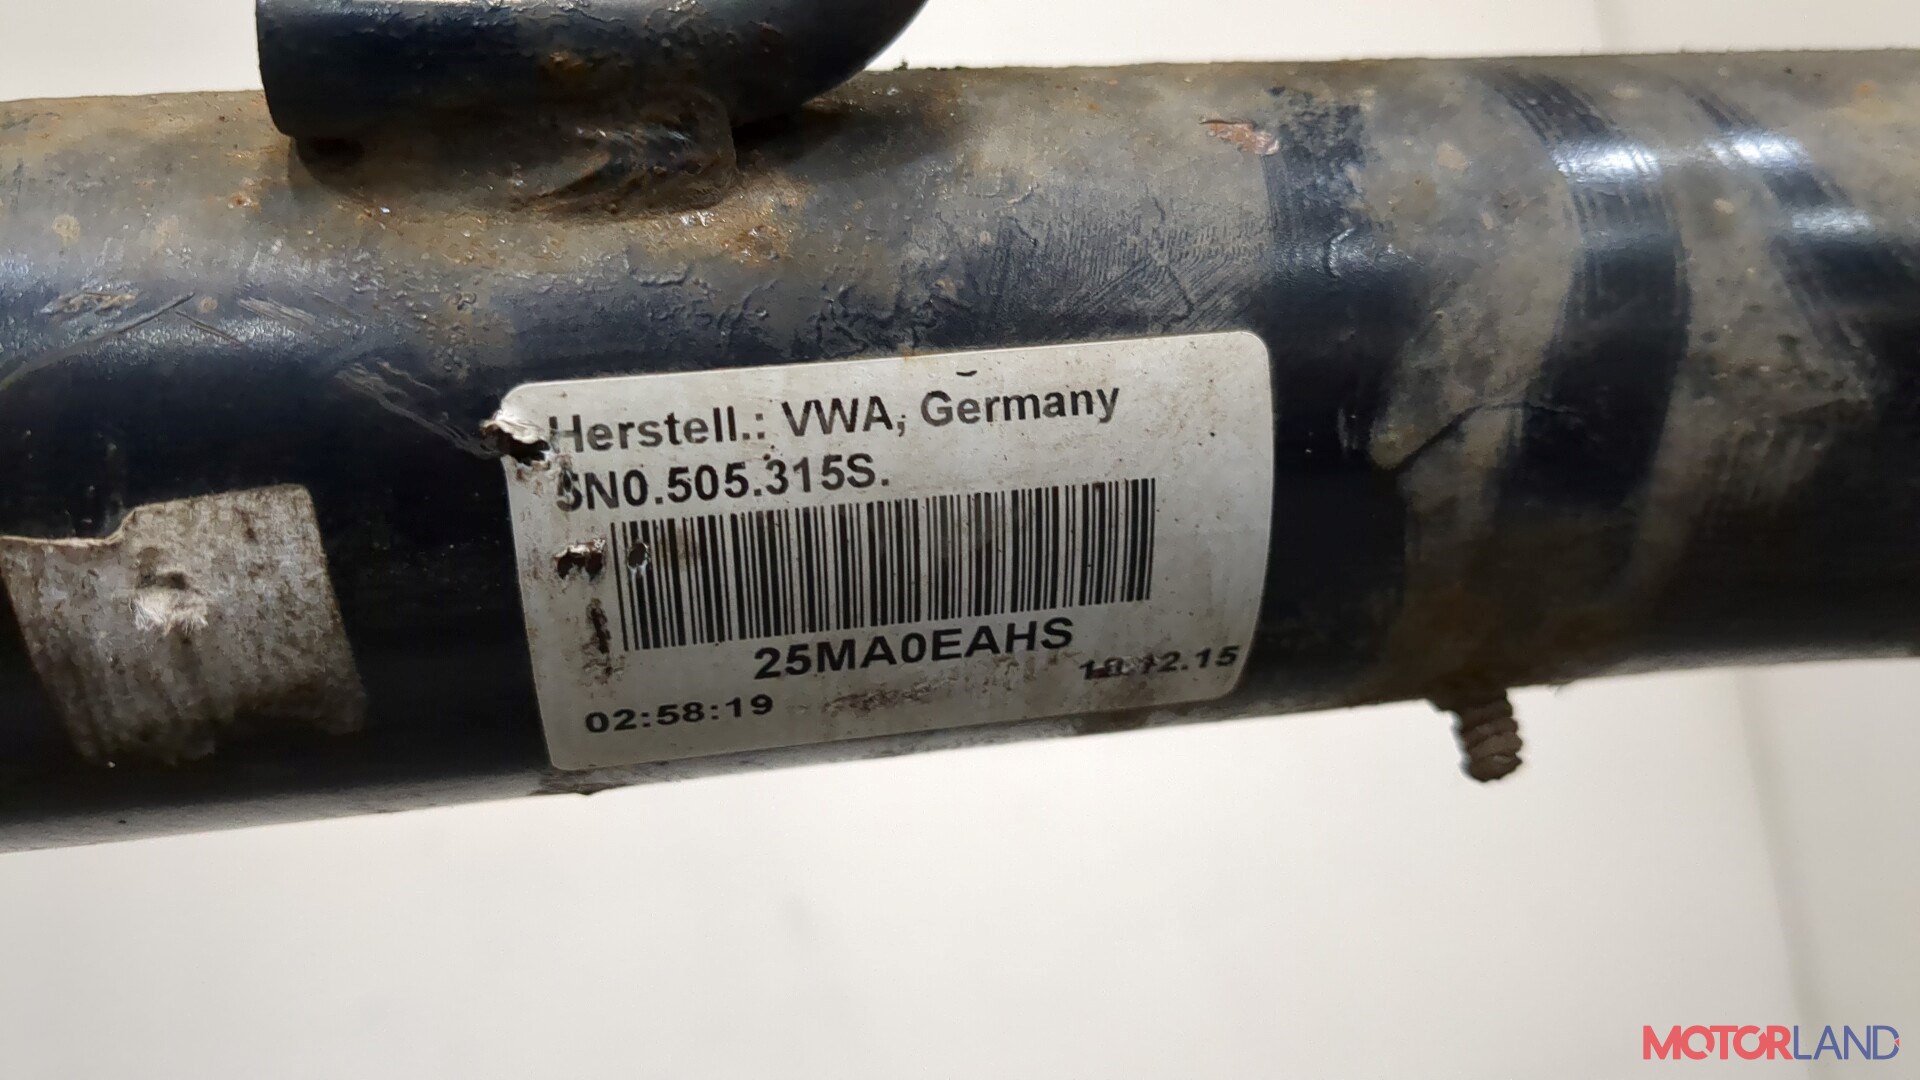 Herstell.: VWA, Germany
5N0.505.315S.
25MA0EAHS
02:58:19
MOTORLAND